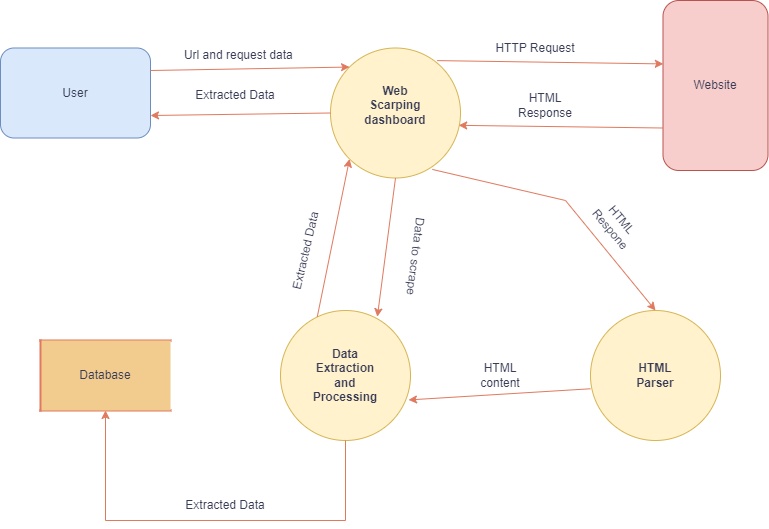 Url and request data
HTTP Request
User
Extracted Data
Web
Scarping
dashboard
HTML
Response
Website
HTML
Respone
Extracted Data
Data to scrape
Database
Data
Extraction
and
Processing
HTML
content
HTML
Parser
Extracted Data